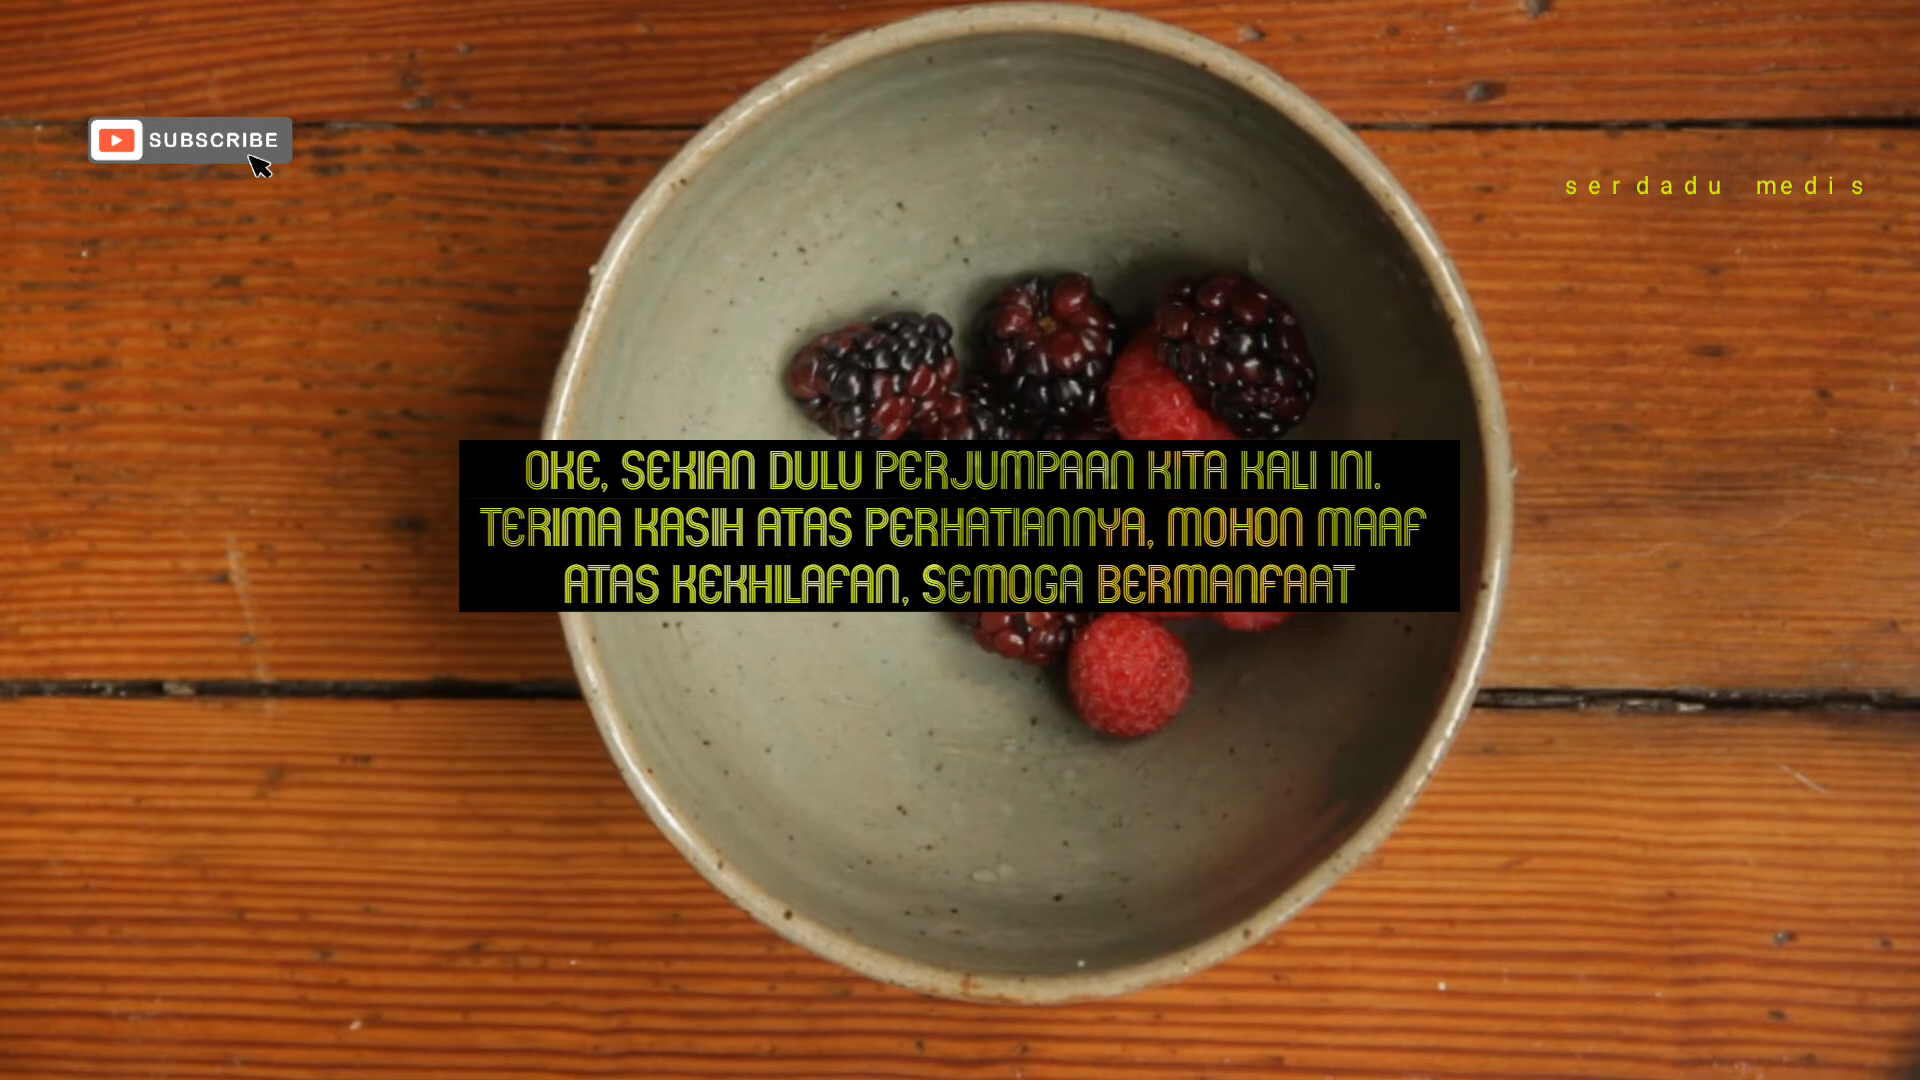 SUBSCRIBE
serdadu medis
OKE, SEKIAN DULU PERJUMPAAN KITA KALI INI.
TERIMA KASIH ATAS PERHATIANNYA, MOHON MAAF
ATAS KEKHILAFAN, SEMOGA BERMANFAAT